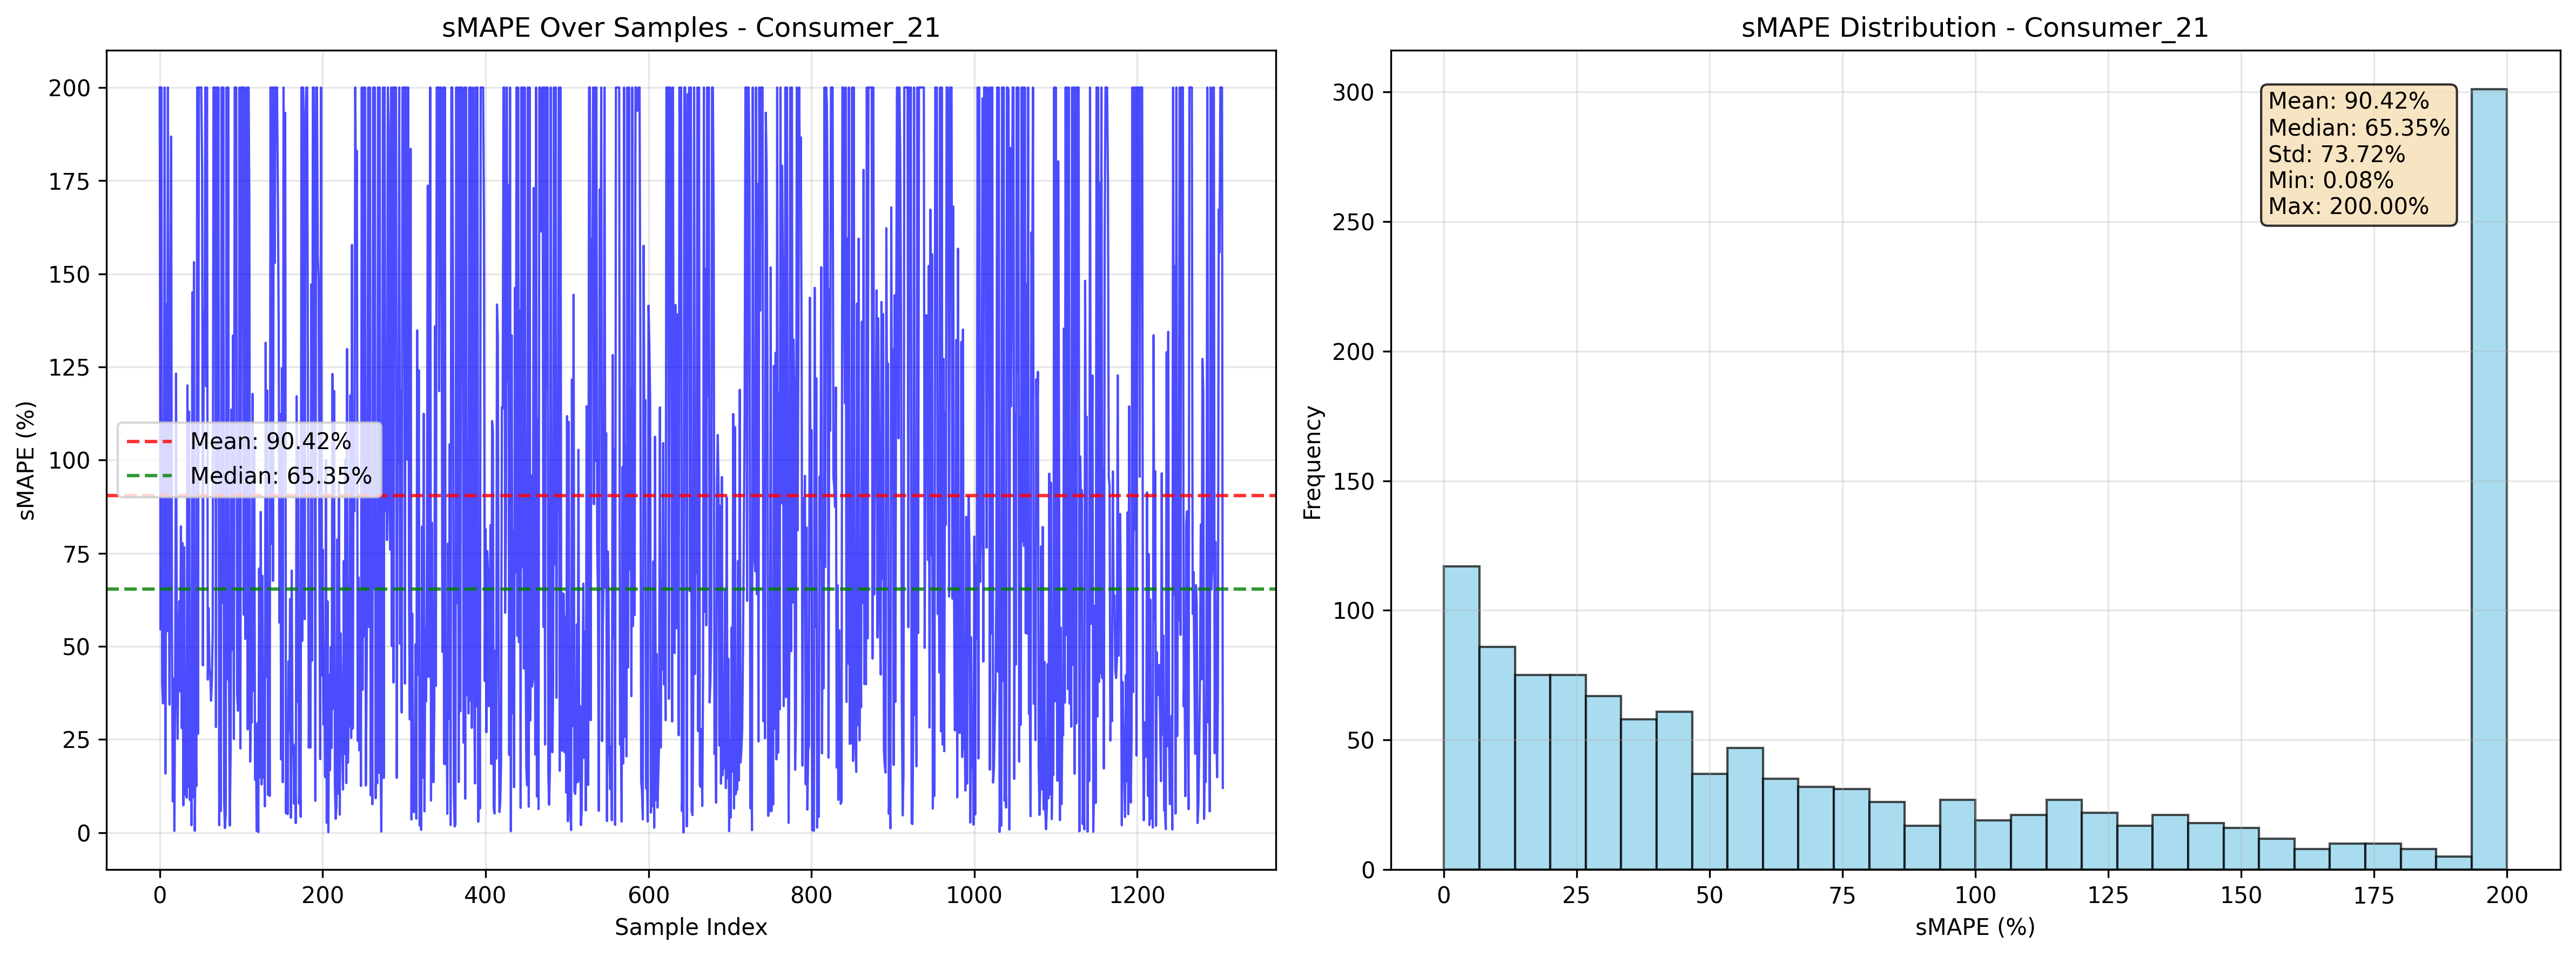 sMAPE Over Samples - Consumer_21
sMAPE (%)
200
175
150
125
100
75
50
25
0
Mean: 90.42%
Median: 65.35%
0 200 400 600 800 1000 1200
Sample Index
sMAPE Distribution - Consumer_21
Frequency
300
250
200
150
100
50
0
Mean: 90.42%
Median: 65.35%
Std: 73.72%
Min: 0.08%
Max: 200.00%
0 25 50 75 100 125 150 175 200
sMAPE (%)